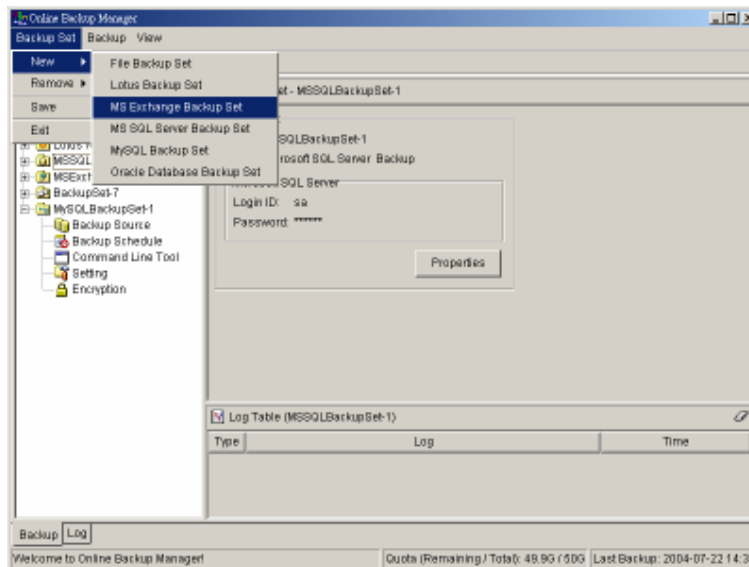 Online Backup Manager
Backup Set Backup View
New
File Backup Set
Remove
Lotus Backup Set
et - MSSQLBackupSet-1
Save
MS Exchange Backup Set
Exit
MS SQL Server Backup Set
SQLBackupSet-1
MySQL Backup Set
rosoft SQL Server Backup
Oracle Database Backup Set
MSSQL
MSExch
SQL Server
BackupSet-7
Login ID: sa
MySQLBackupSet-1
Password: ******
Backup Source
Backup Schedule
Command Line Tool
Properties
Setting
Encryption
Log Table (MSSQLBackupSet-1)
Type Log Time
Backup Log
Welcome to Online Backup Manager!
Quota (Remaining / Total): 49.9G / 50G
Last Backup: 2004-07-22 14:3